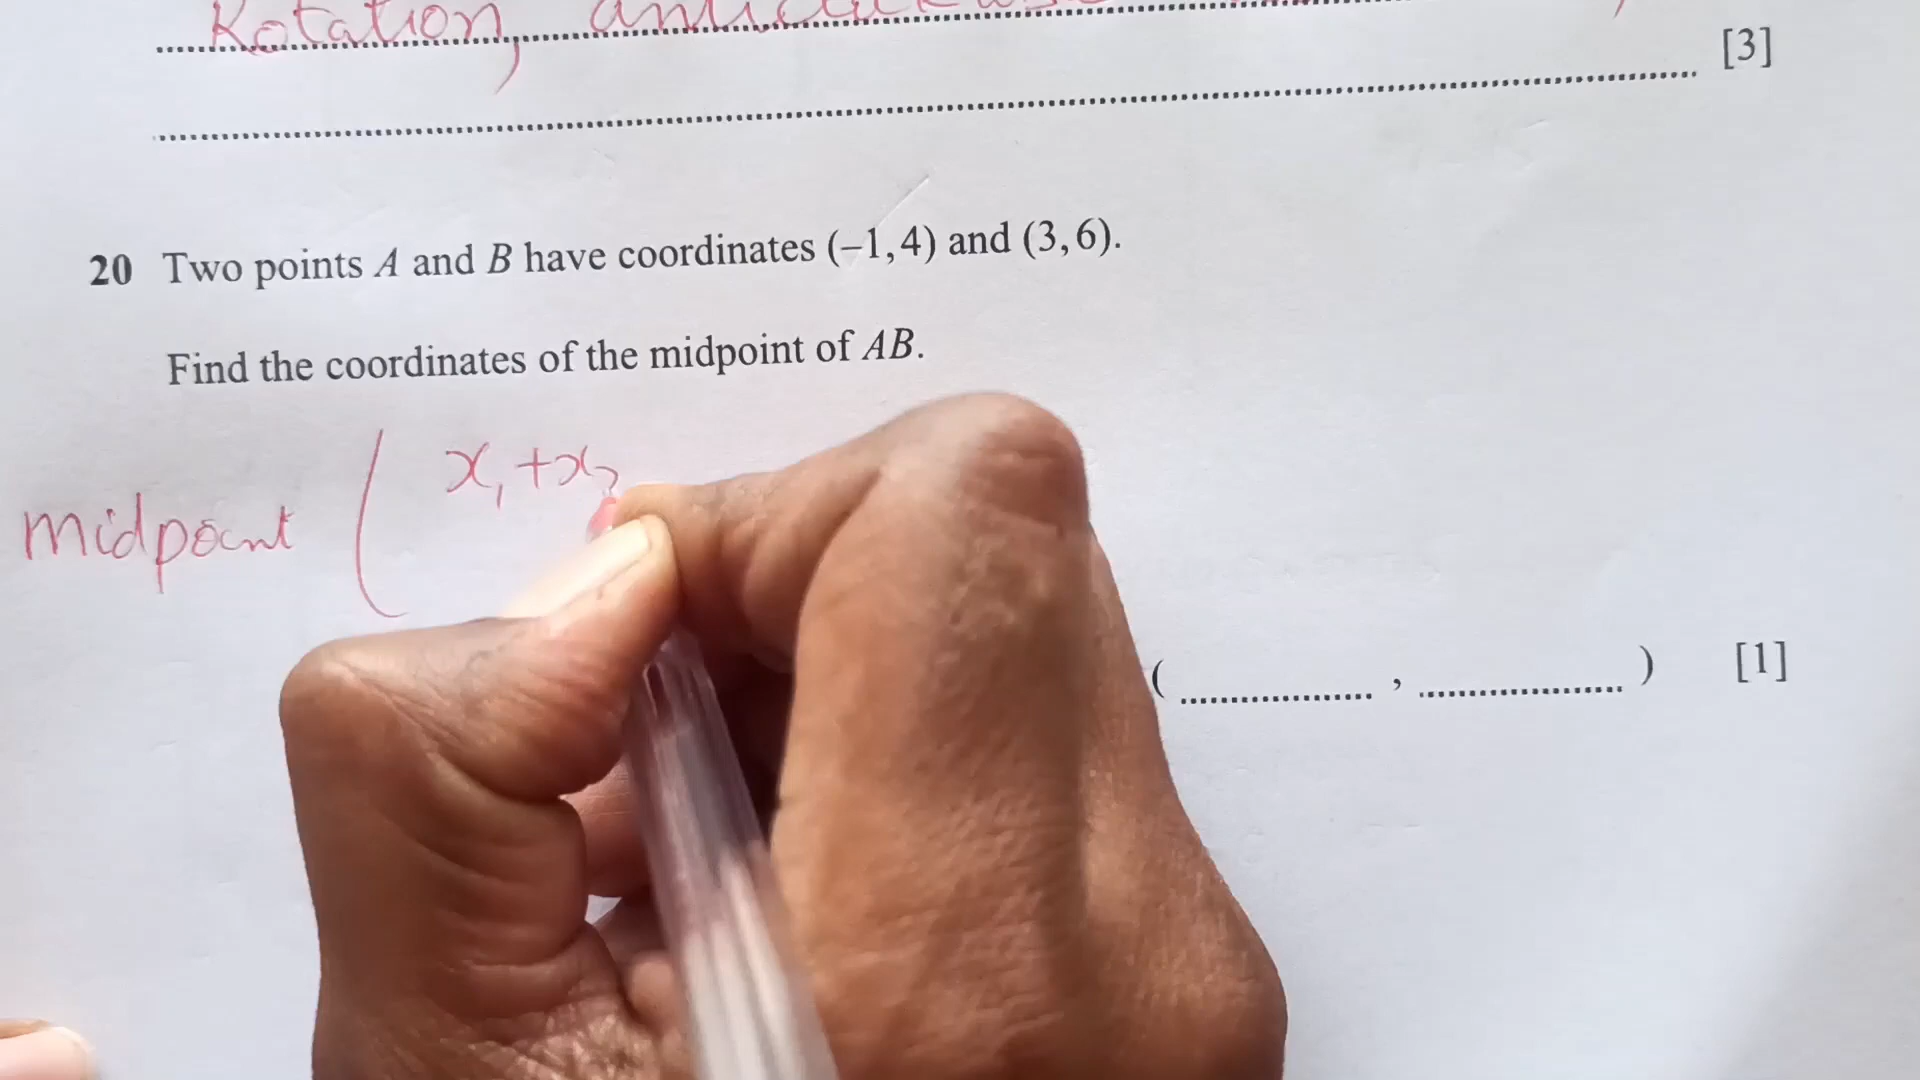 Rotation,
[3]
20 Two points A and B have coordinates (–1, 4) and (3, 6).
Find the coordinates of the midpoint of AB.
midpoint ( x₁ + x₂
( .................... , .................... ) [1]